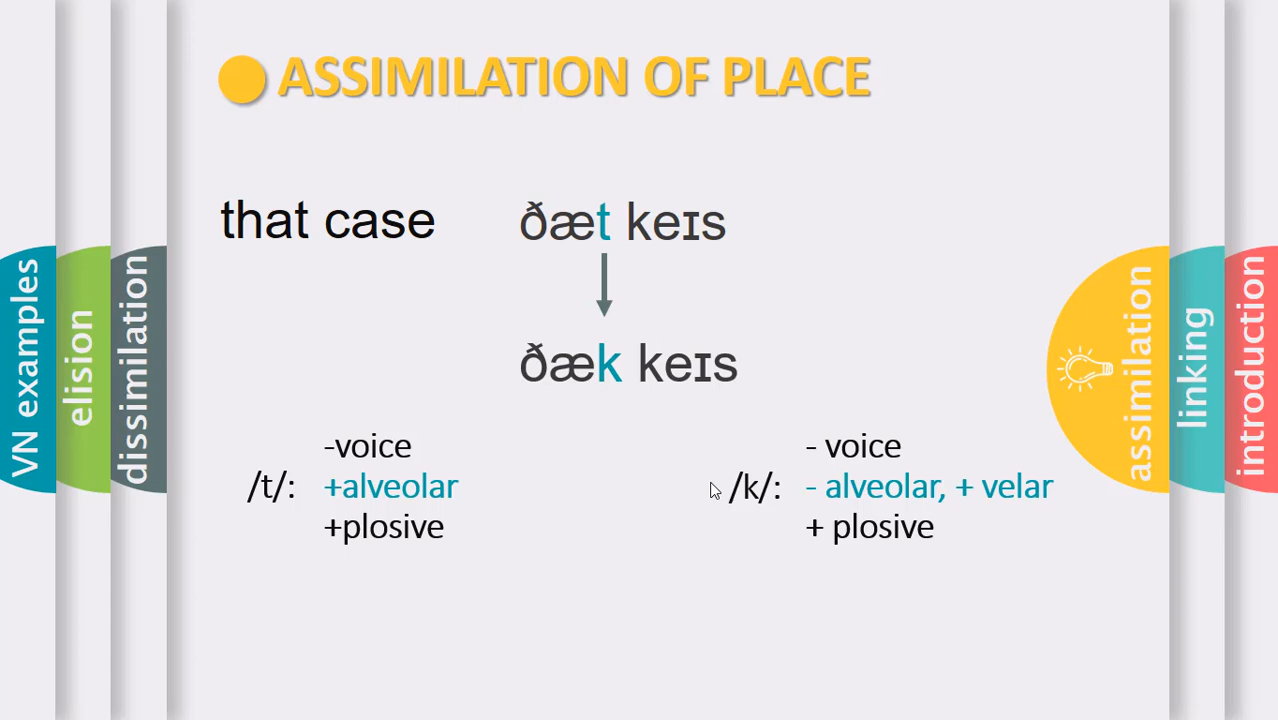 ASSIMILATION OF PLACE
that case ðæt keɪs
ðæk keɪs
-voice
/t/: +alveolar
+plosive
- voice
/k/: - alveolar, + velar
+ plosive
VN examples
elision
dissimilation
assimilation
linking
introduction